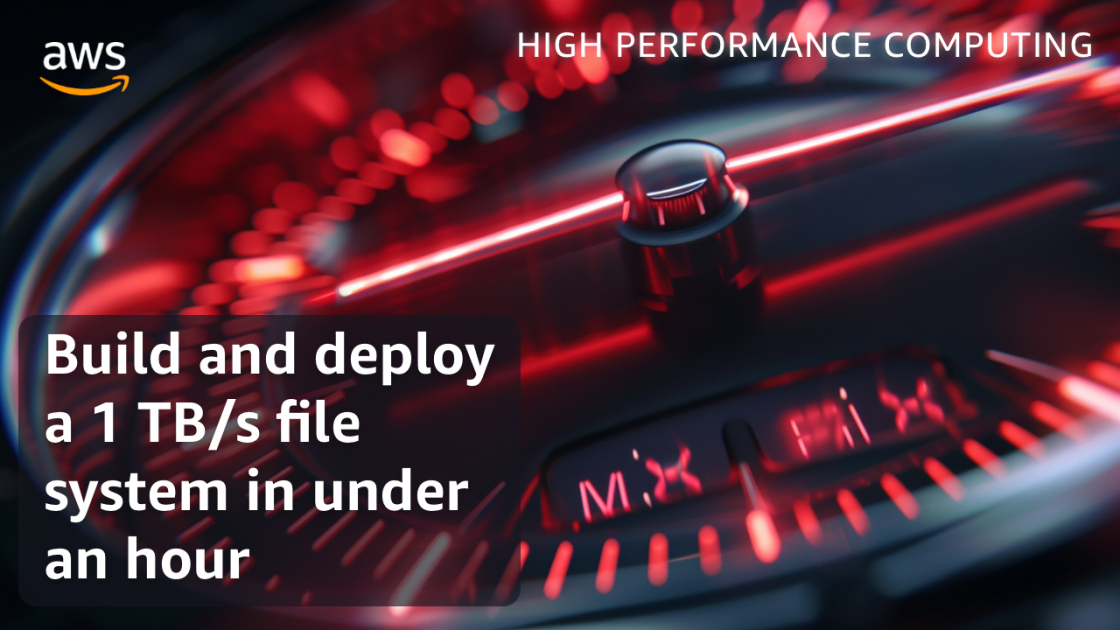 aws
HIGH PERFORMANCE COMPUTING
Build and deploy
a 1 TB/s file
system in under
an hour